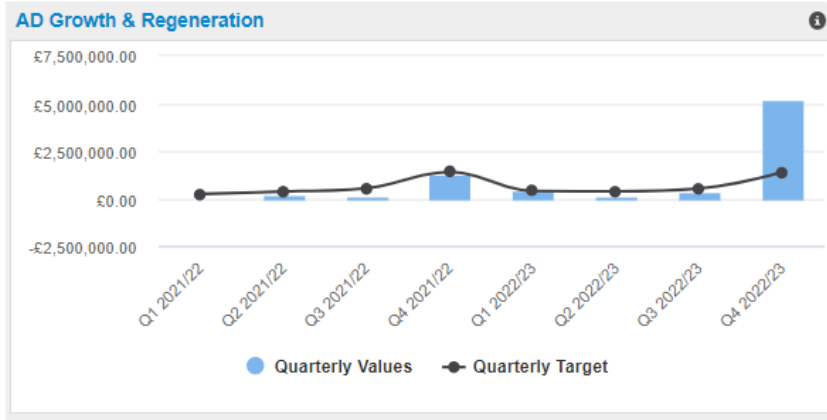 AD Growth & Regeneration
£7,500,000.00
£5,000,000.00
£2,500,000.00
£0.00
-£2,500,000.00
Q1 2021/22
Q2 2021/22
Q3 2021/22
Q4 2021/22
Q1 2022/23
Q2 2022/23
Q3 2022/23
Q4 2022/23
Quarterly Values
Quarterly Target